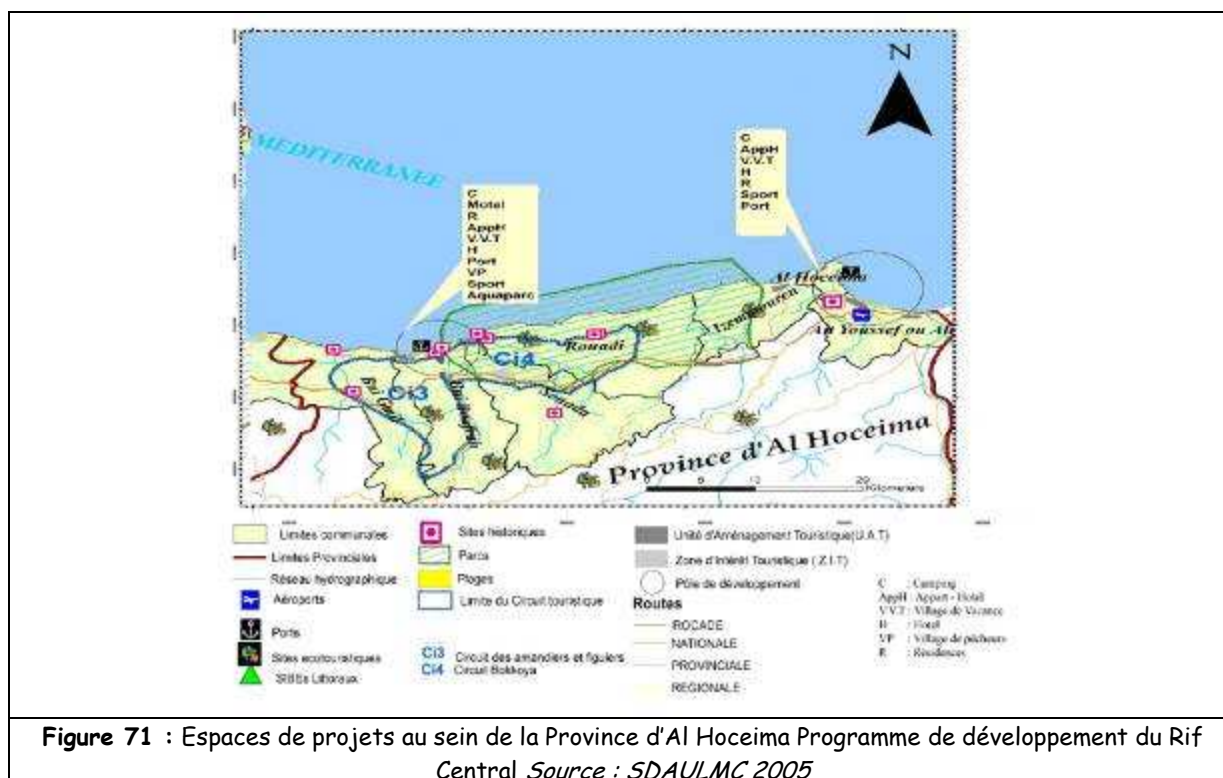 N
MEDITERRANEE
C
AppH
V.V.T
H
R
Sport
Port
C
Motel
R
AppH
V.V.T
H
Port
VP
Sport
Aquaparc
Al Hoceima
Rouadi
Ci4
Ci3
Province d'Al Hoceima
Limites communales
Limites Provinciales
Réseau hydrographique
Aéroports
Ports
Sites écotouristiques
SIBEs Littoraux
Sites historiques
Parcs
Plages
Limite du Circuit touristique
Ci3 Circuit des amandiers et figuiers
Ci4 Circuit Bokkoya
Unité d'Aménagement Touristique(U.A.T)
Zone d'Intérêt Touristique ( Z.I.T)
Pôle de développement
Routes
ROCADE
NATIONALE
PROVINCIALE
REGIONALE
C : Camping
AppH : Appart - Hotel
V.V.T : Village de Vacance
H : Hotel
VP : Village de pêcheurs
R : Résidences
Figure 71 : Espaces de projets au sein de la Province d'Al Hoceima Programme de développement du Rif
Central Source : SDAULMC 2005